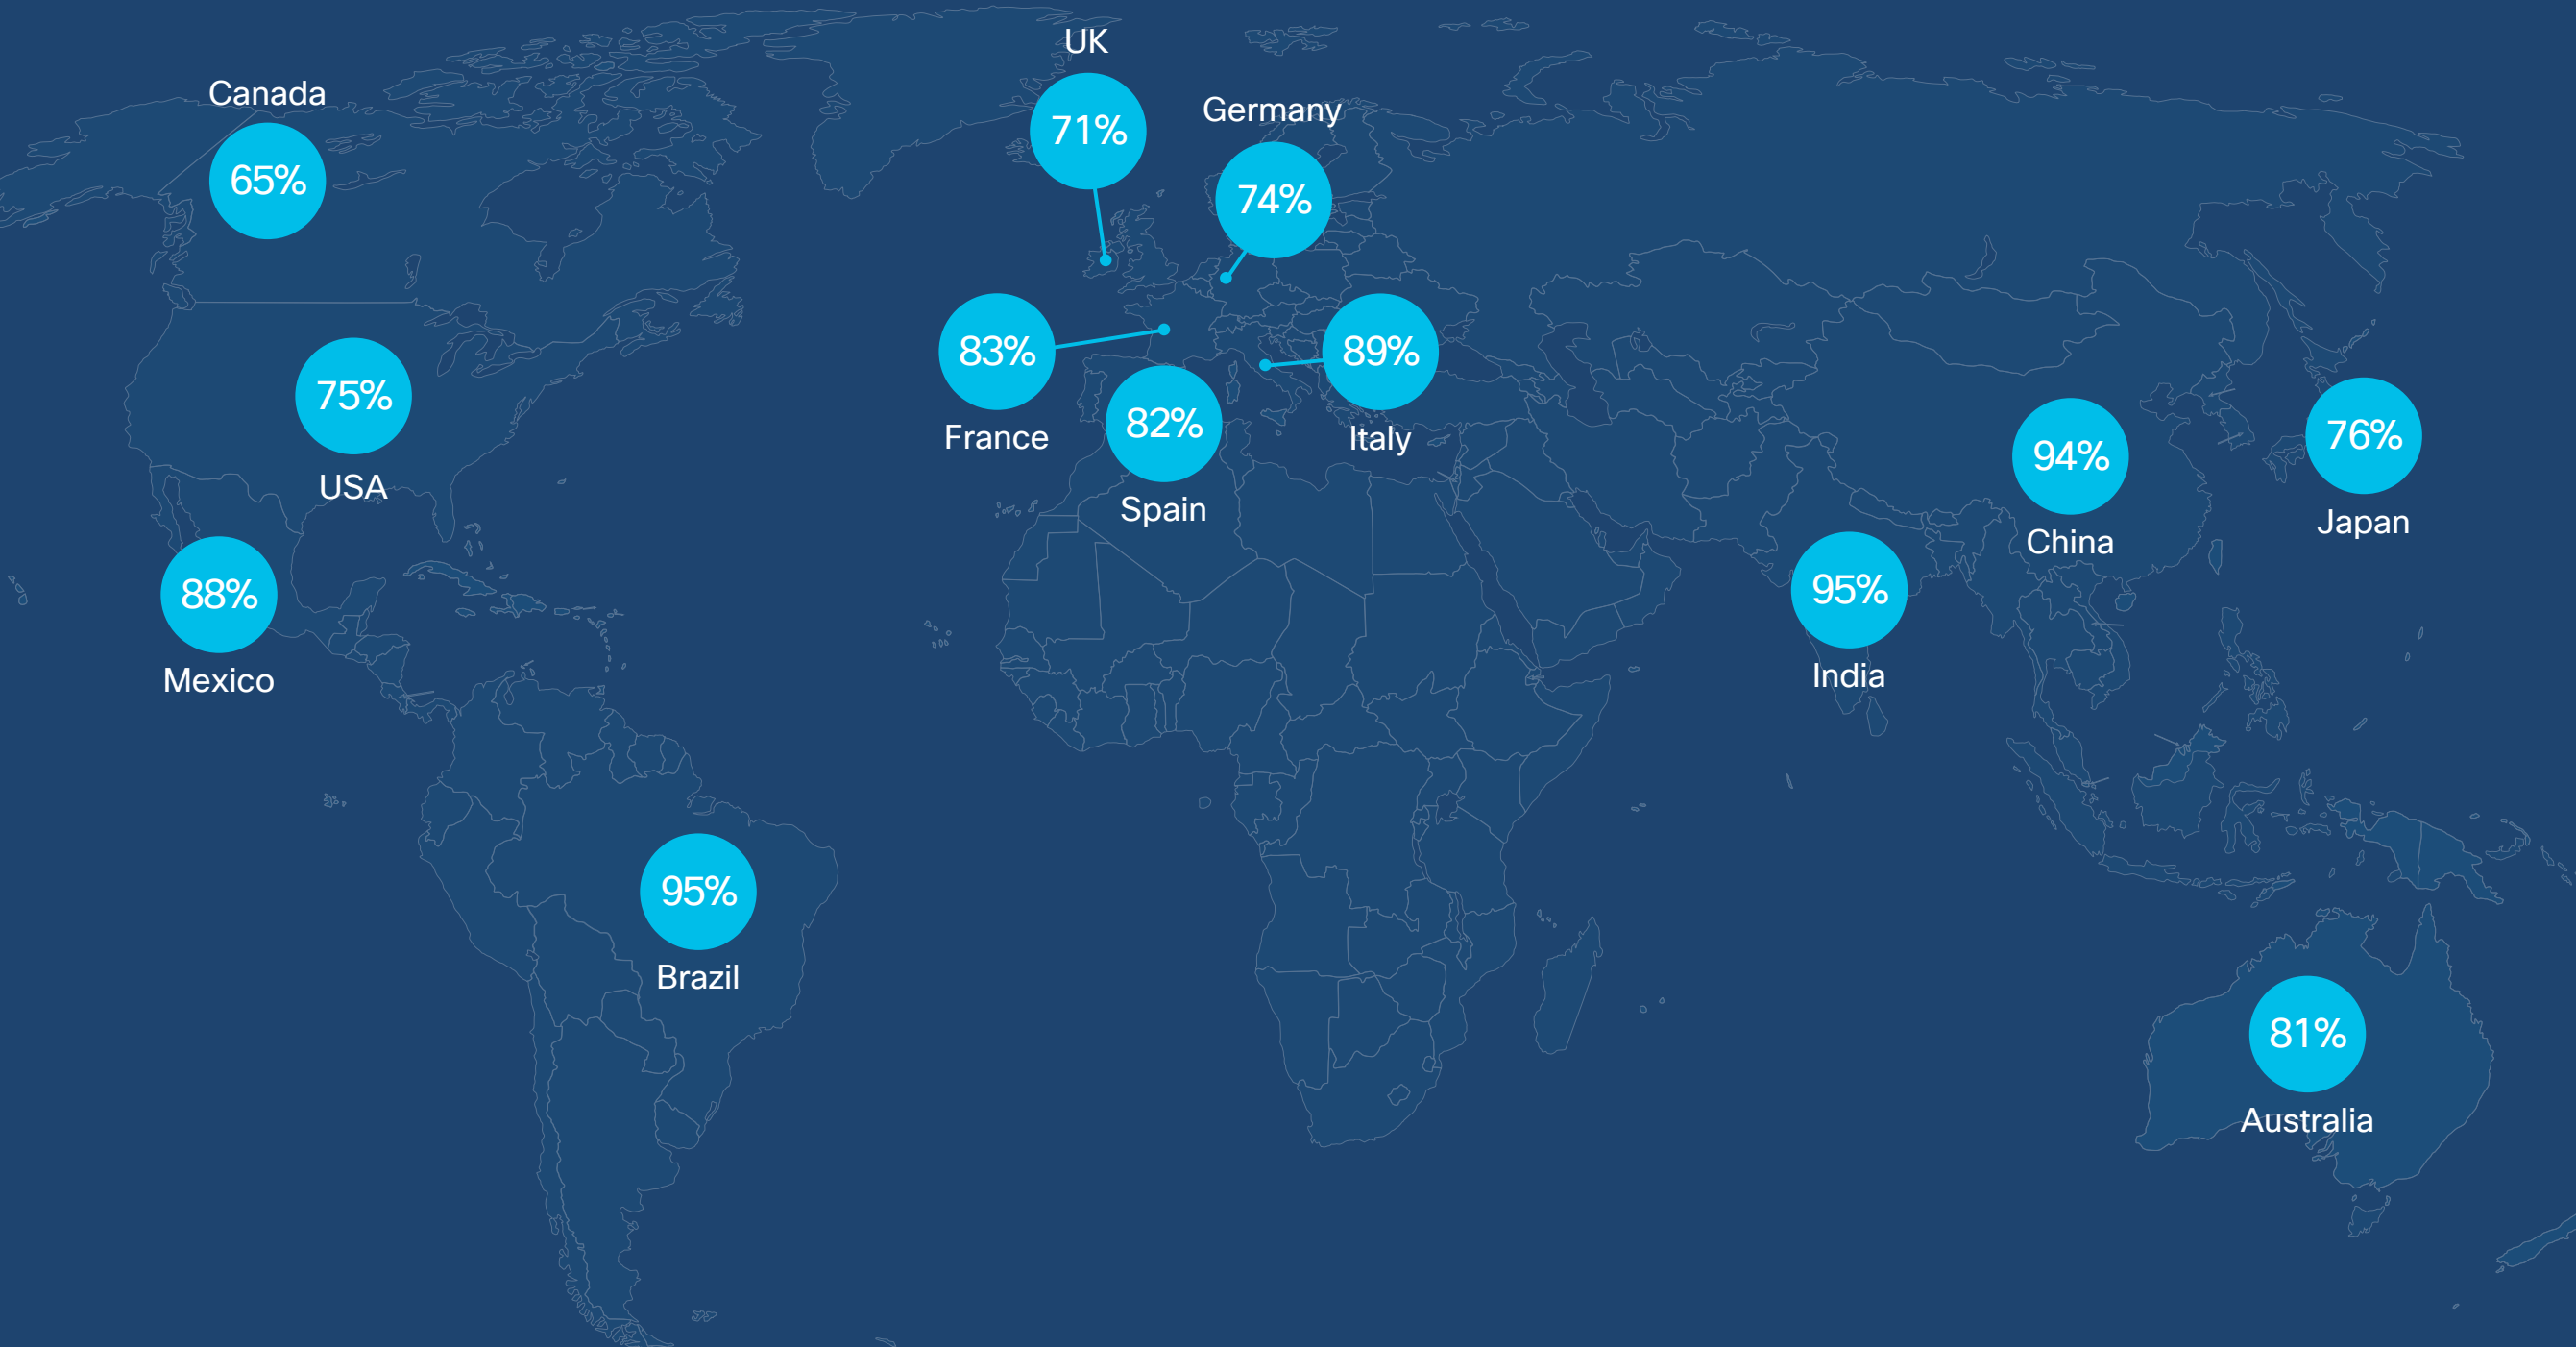 UK
71%
Canada
65%
Germany
74%
83%
France
89%
Italy
82%
Spain
75%
USA
76%
Japan
94%
China
88%
Mexico
95%
India
95%
Brazil
81%
Australia